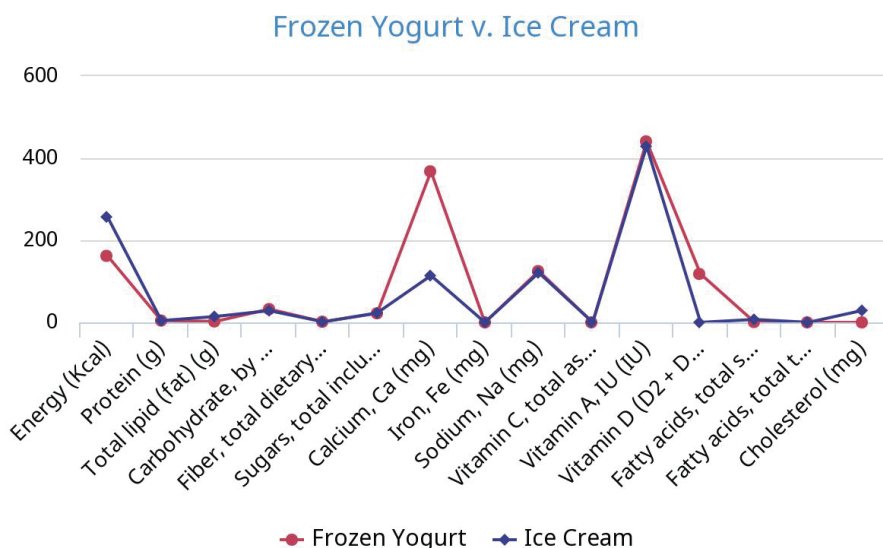 Frozen Yogurt v. Ice Cream
600
400
200
0
Energy (Kcal)
Protein (g)
Total lipid (fat) (g)
Carbohydrate, by ...
Fiber, total dietary...
Sugars, total inclu...
Calcium, Ca (mg)
Iron, Fe (mg)
Sodium, Na (mg)
Vitamin C, total as...
Vitamin A, IU (IU)
Vitamin D (D2 + D...
Fatty acids, total s...
Fatty acids, total t...
Cholesterol (mg)
Frozen Yogurt
Ice Cream